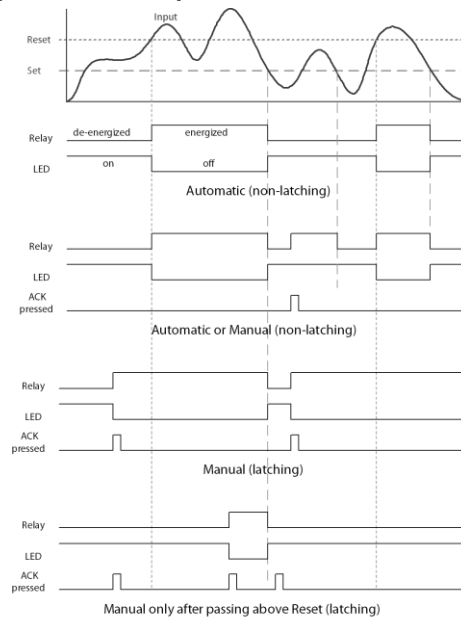 Input
Reset
Set
de-energized energized
Relay
on off
LED
Automatic (non-latching)
Relay
LED
ACK
pressed
Automatic or Manual (non-latching)
Relay
LED
ACK
pressed
Manual (latching)
Relay
LED
ACK
pressed
Manual only after passing above Reset (latching)